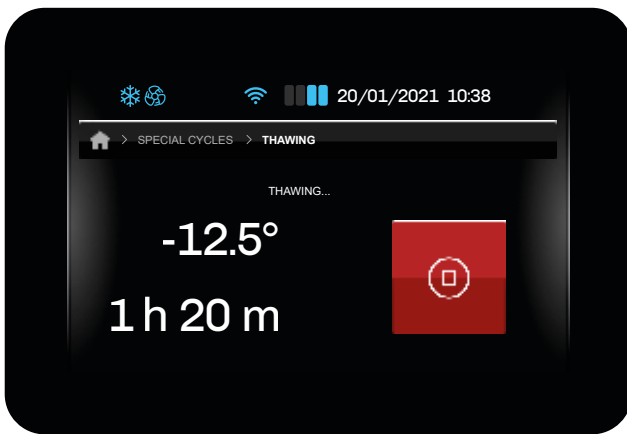 20/01/2021 10:38
> SPECIAL CYCLES > THAWING
THAWING...
-12.5°
1 h 20 m